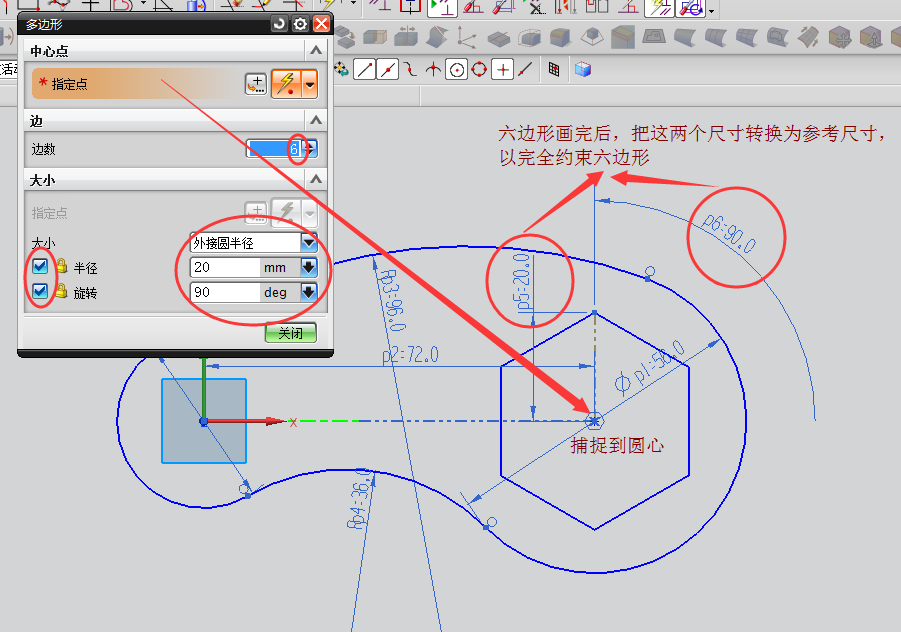 多边形
中心点
* 指定点
边
边数
6
大小
指定点
大小
外接圆半径
半径
20 mm
旋转
90 deg
关闭
六边形画完后，把这两个尺寸转换为参考尺寸，
以完全约束六边形
p6=90.0
p5=20.0
Rp3=96.0
p2=72.0
Φ p1=50.0
X
捕捉到圆心
Rp4=36.0